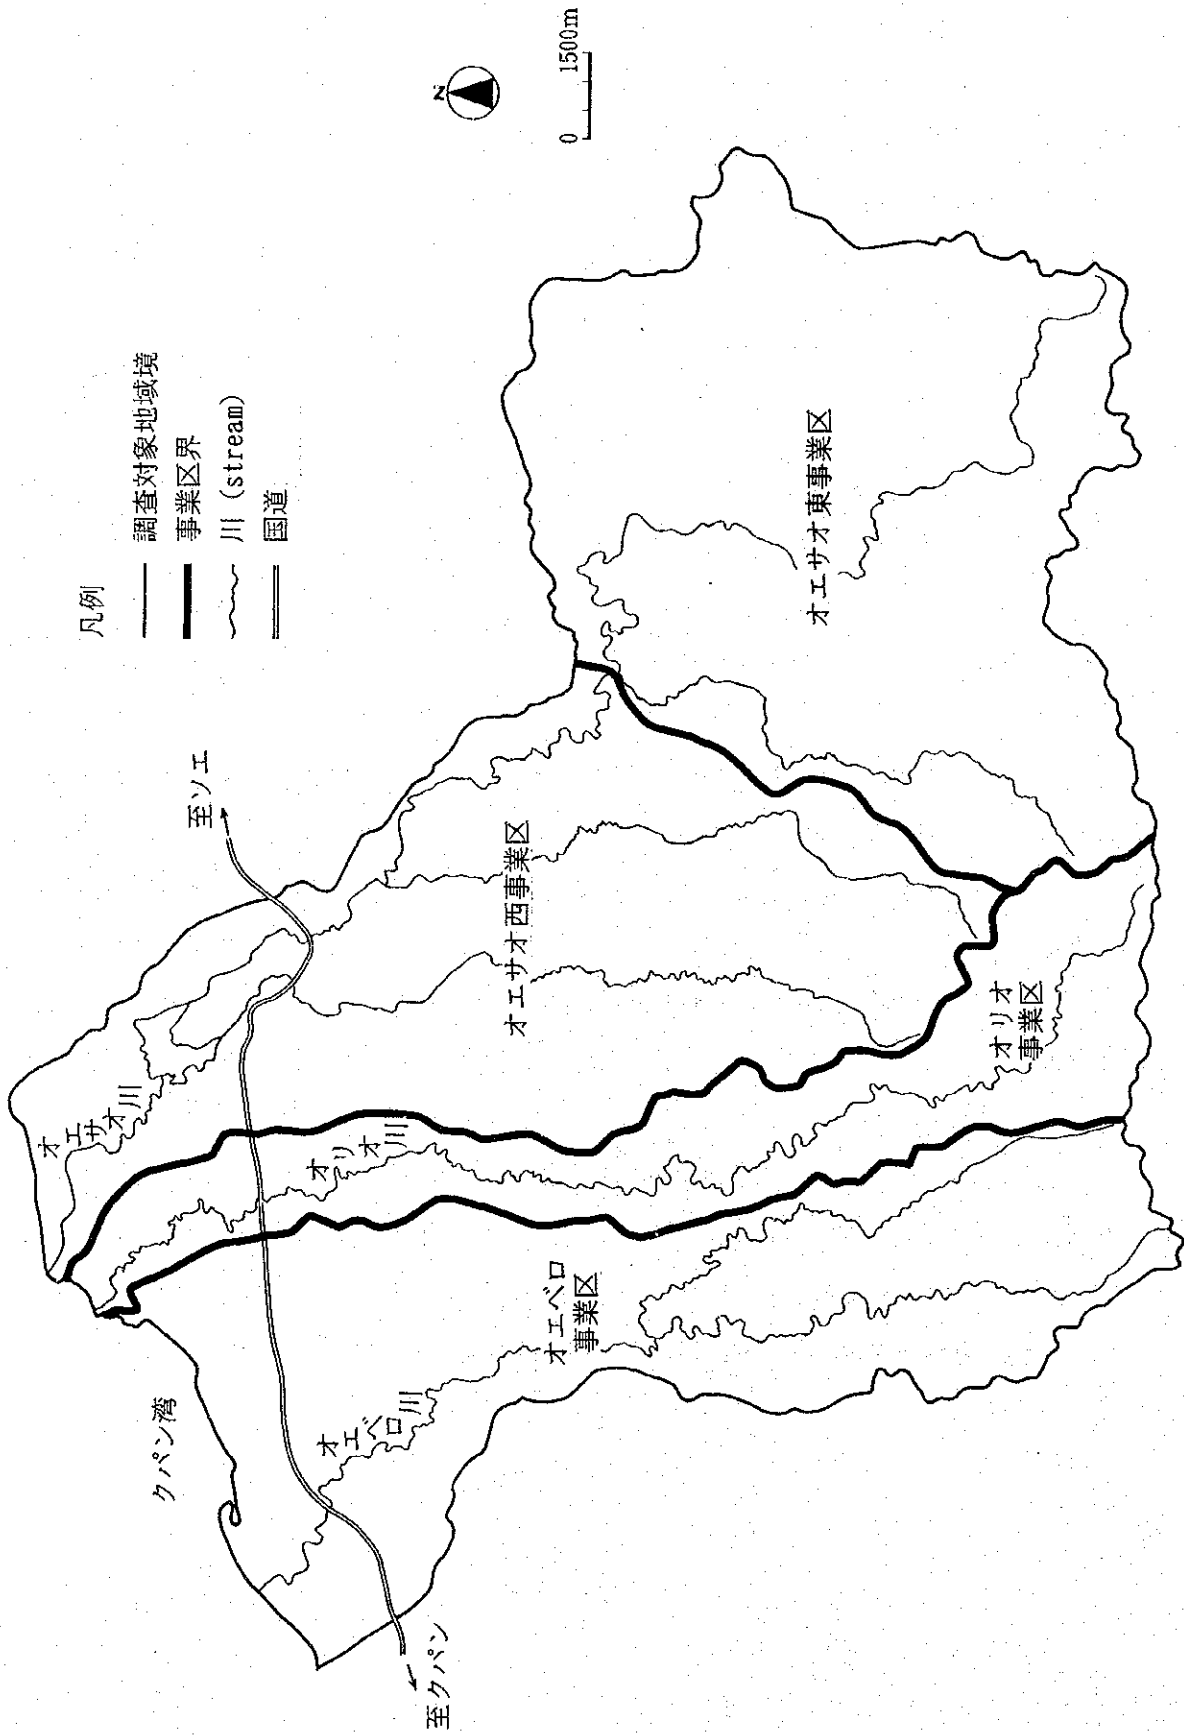 N
0 1500m
凡例
調査対象地域境
事業区界
川 (stream)
国道
至ソエ
クパン湾
至クパン
オエサオ川
オリオ川
オエベロ川
オエサオ東事業区
オエサオ西事業区
オリオ
事業区
オエベロ
事業区